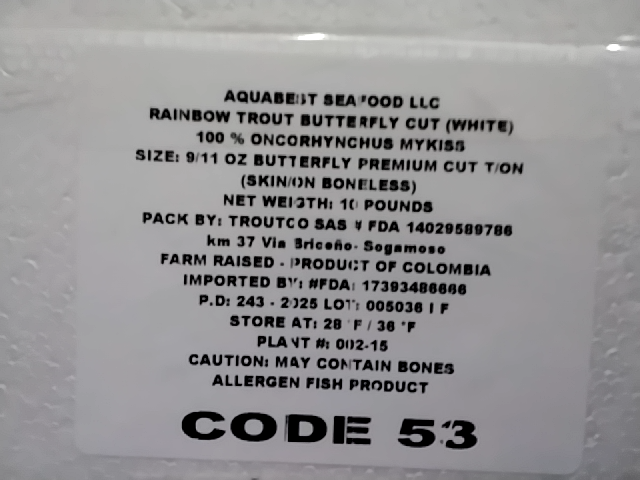 AQUABEST SEAFOOD LLC
RAINBOW TROUT BUTTERFLY CUT (WHITE)
100 % ONCORHYNCHUS MYKISS
SIZE: 9/11 OZ BUTTERFLY PREMIUM CUT T/ON
(SKIN/ON BONELESS)
NET WEIGHT: 10 POUNDS
PACK BY: TROUTCO SAS # FDA 14029589786
km 37 Via Briceño- Sogamoso
FARM RAISED - PRODUCT OF COLOMBIA
IMPORTED BY: #FDA: 17393486666
P.D: 243 - 2025 LOT: 005036 F
STORE AT: 28 °F / 36 °F
PLANT #: 002-15
CAUTION: MAY CONTAIN BONES
ALLERGEN FISH PRODUCT
CODE 53